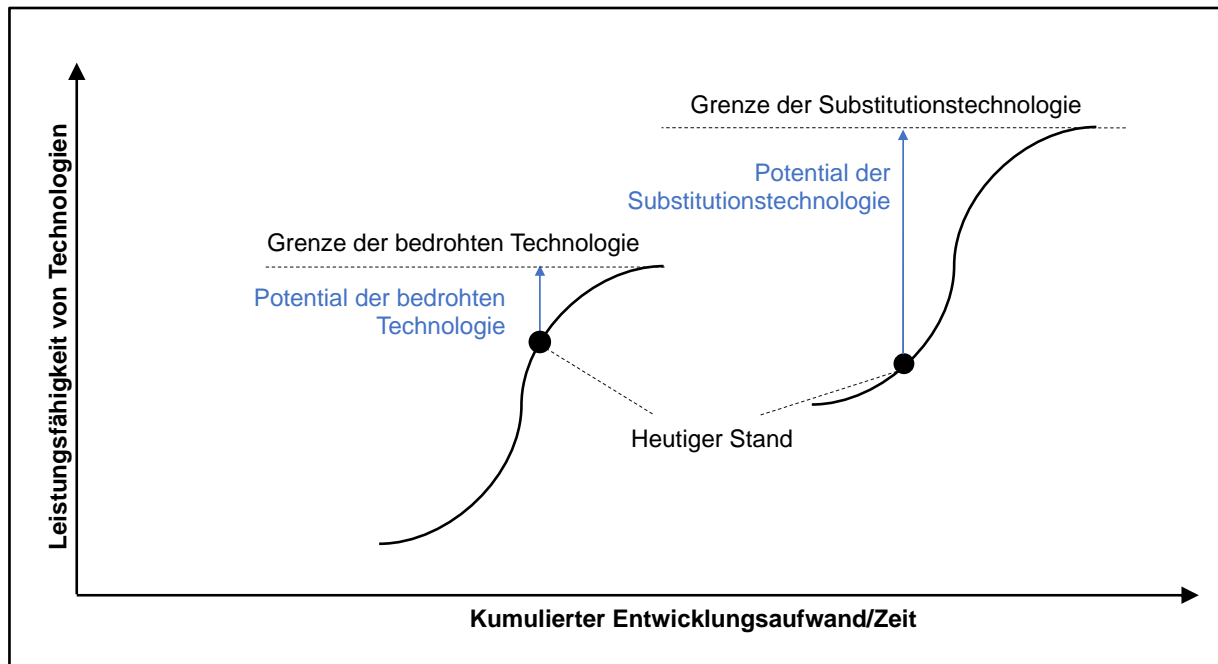 Leistungsfähigkeit von Technologien
Grenze der Substitutionstechnologie
Potential der
Substitutionstechnologie
Grenze der bedrohten Technologie
Potential der bedrohten
Technologie
Heutiger Stand
Kumulierter Entwicklungsaufwand/Zeit